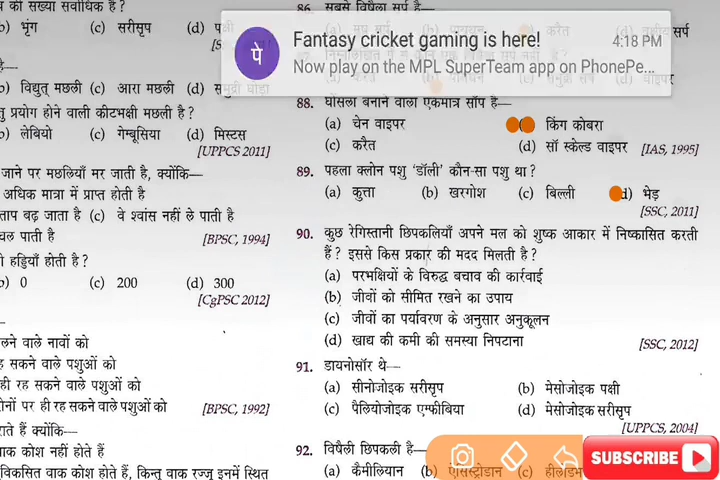 की संख्या सर्वाधिक है ?
b) भृंग (c) सरीसृप (d) पक्षी
है—
b) विद्युत् मछली (c) आरा मछली (d) समुद्री घोड़ा
तु प्रयोग होने वाली कीटभक्षी मछली है ?
b) लेबियो (c) गेम्बूसिया (d) मिस्टस
[UPPCS 2011]
जाने पर मछलियाँ मर जाती है, क्योंकि—
अधिक मात्रा में प्राप्त होती है
ताप बढ़ जाता है (c) वे श्वांस नहीं ले पाती है
चल पाती है [BPSC, 1994]
हड्डियाँ होती है ?
b) 0 (c) 200 (d) 300
[CgPSC 2012]
लने वाले नावों को
सकने वाले पशुओं को
ही रह सकने वाले पशुओं को
ोनों पर ही रह सकने वाले पशुओं को [BPSC, 1992]
राते हैं क्योंकि—
वाक कोश नहीं होते हैं
विकसित वाक कोश होते हैं, किन्तु वाक रज्जू इनमें स्थित
86. सबसे विषैला सर्प है—
(c) करैत (d) सर्प
पे
Fantasy cricket gaming is here! 4:18 PM
Now play on the MPL SuperTeam app on PhonePe...
88. घोंसला बनाने वाला एकमात्र साँप है—
(a) चेन वाइपर किंग कोबरा
(c) करैत (d) सॉ स्केल्ड वाइपर [IAS, 1995]
89. पहला क्लोन पशु 'डॉली' कौन-सा पशु था ?
(a) कुत्ता (b) खरगोश (c) बिल्ली d) भेड़
[SSC, 2011]
90. कुछ रेगिस्तानी छिपकलियाँ अपने मल को शुष्क आकार में निष्कासित करती
हैं ? इससे किस प्रकार की मदद मिलती है ?
(a) परभक्षियों के विरुद्ध बचाव की कार्रवाई
(b) जीवों को सीमित रखने का उपाय
(c) जीवों का पर्यावरण के अनुसार अनुकूलन
(d) खाद्य की कमी की समस्या निपटाना [SSC, 2012]
91. डायनोसॉर थे—
(a) सीनोजोइक सरीसृप (b) मेसोजोइक पक्षी
(c) पैलियोजोइक एम्फीबिया (d) मेसोजोइक सरीसृप
[UPPCS, 2004]
92. विषैली छिपकली है—
(a) कैमीलियान (b) ऐसिस्ट्रोडान (c)
SUBSCRIBE